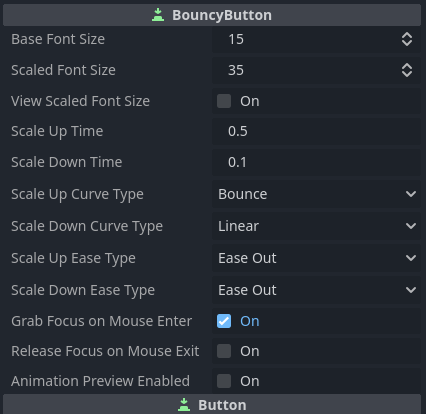 BouncyButton
Base Font Size 15
Scaled Font Size 35
View Scaled Font Size On
Scale Up Time 0.5
Scale Down Time 0.1
Scale Up Curve Type Bounce
Scale Down Curve Type Linear
Scale Up Ease Type Ease Out
Scale Down Ease Type Ease Out
Grab Focus on Mouse Enter On
Release Focus on Mouse Exit On
Animation Preview Enabled On
Button